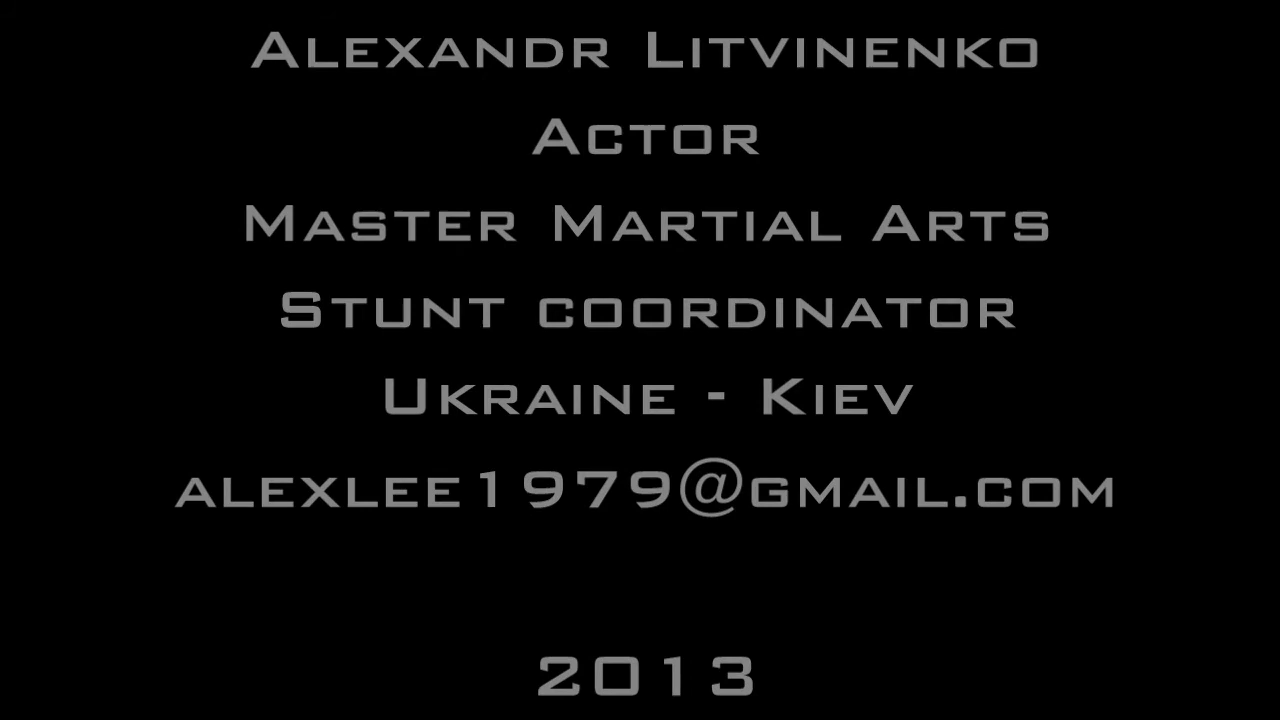 Alexandr Litvinenko
Actor
Master Martial Arts
Stunt coordinator
Ukraine - Kiev
alexlee1979@gmail.com
2013